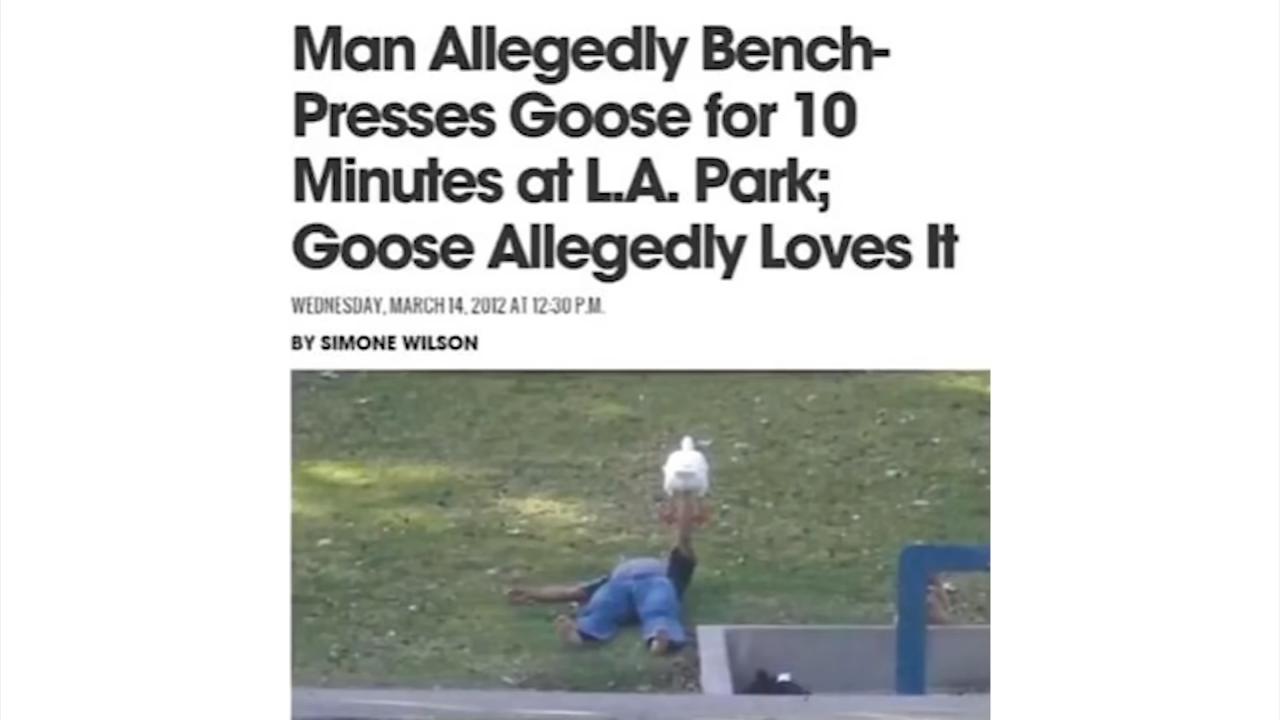 Man Allegedly Bench-
Presses Goose for 10
Minutes at L.A. Park;
Goose Allegedly Loves It
WEDNESDAY, MARCH 14, 2012 AT 12:30 P.M.
BY SIMONE WILSON